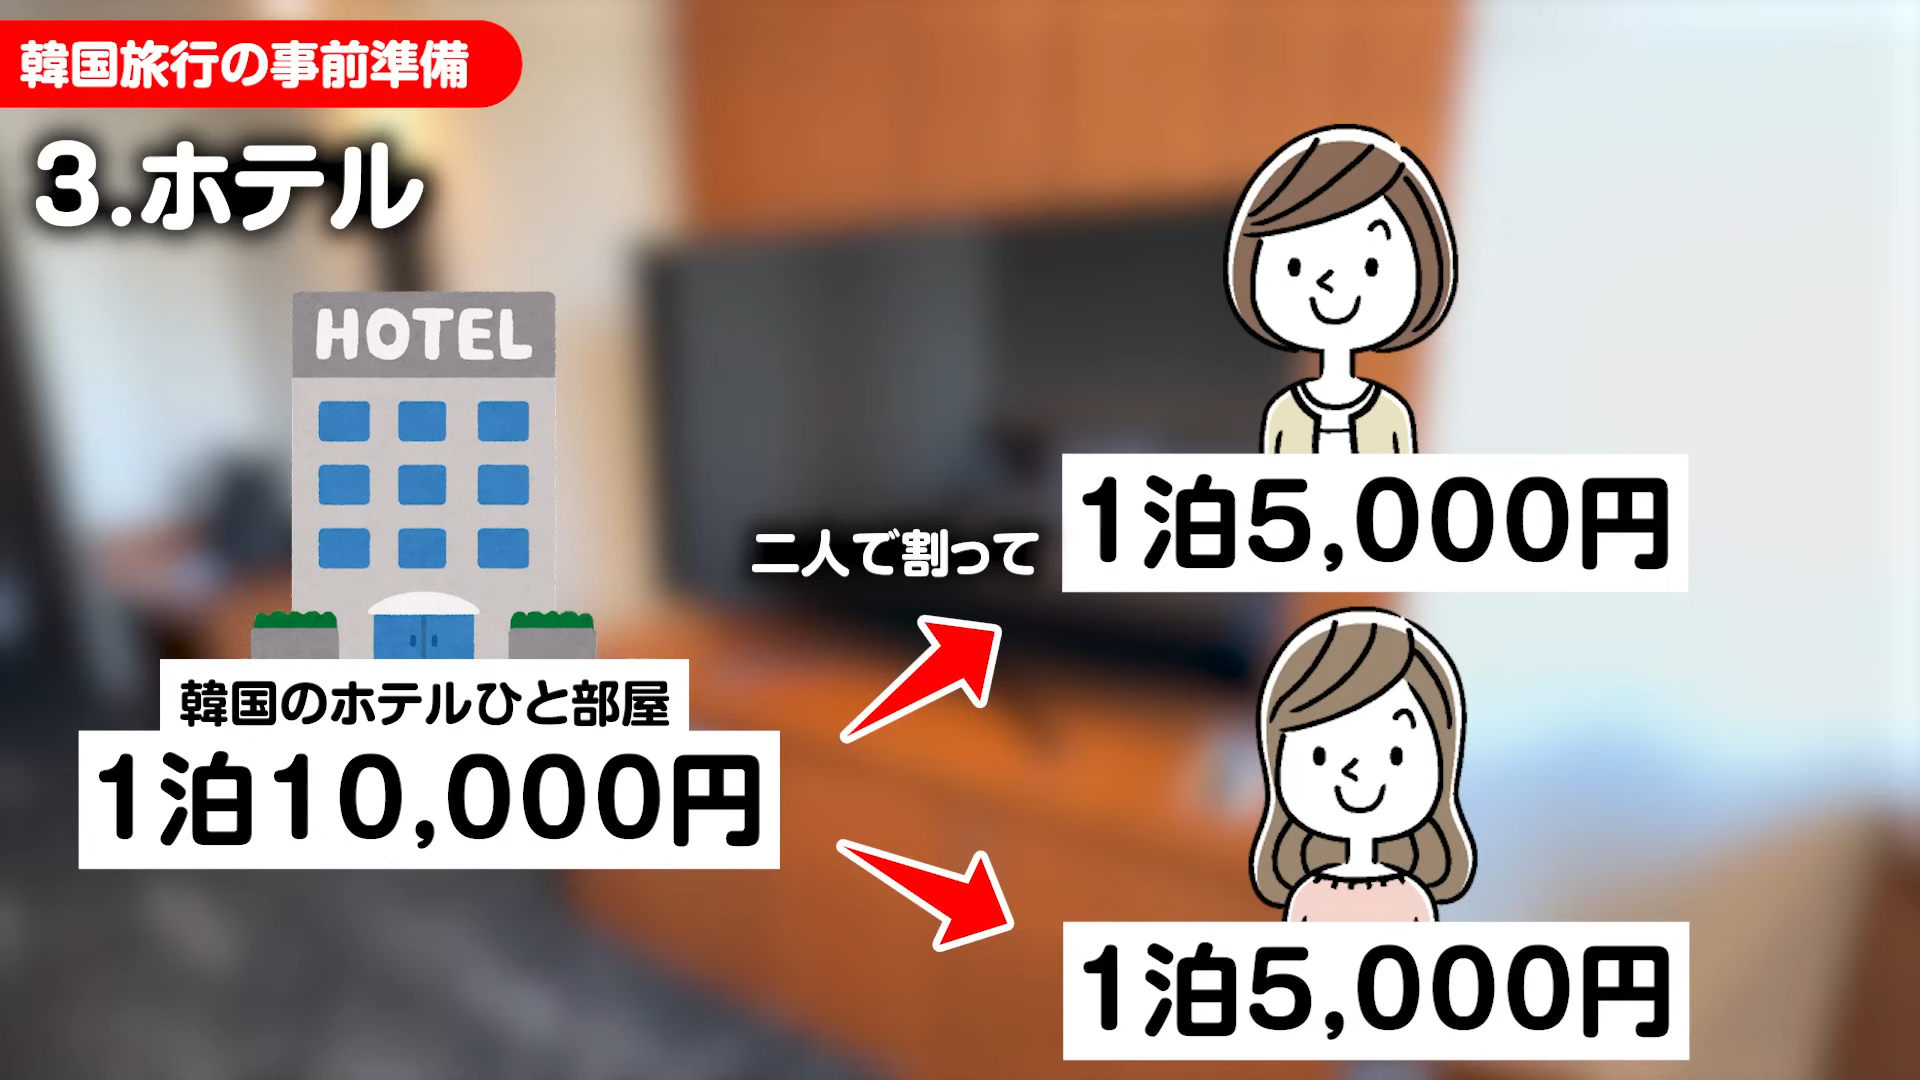 韓国旅行の事前準備
3.ホテル
HOTEL
韓国のホテルひと部屋
1泊10,000円
二人で割って
1泊5,000円
1泊5,000円